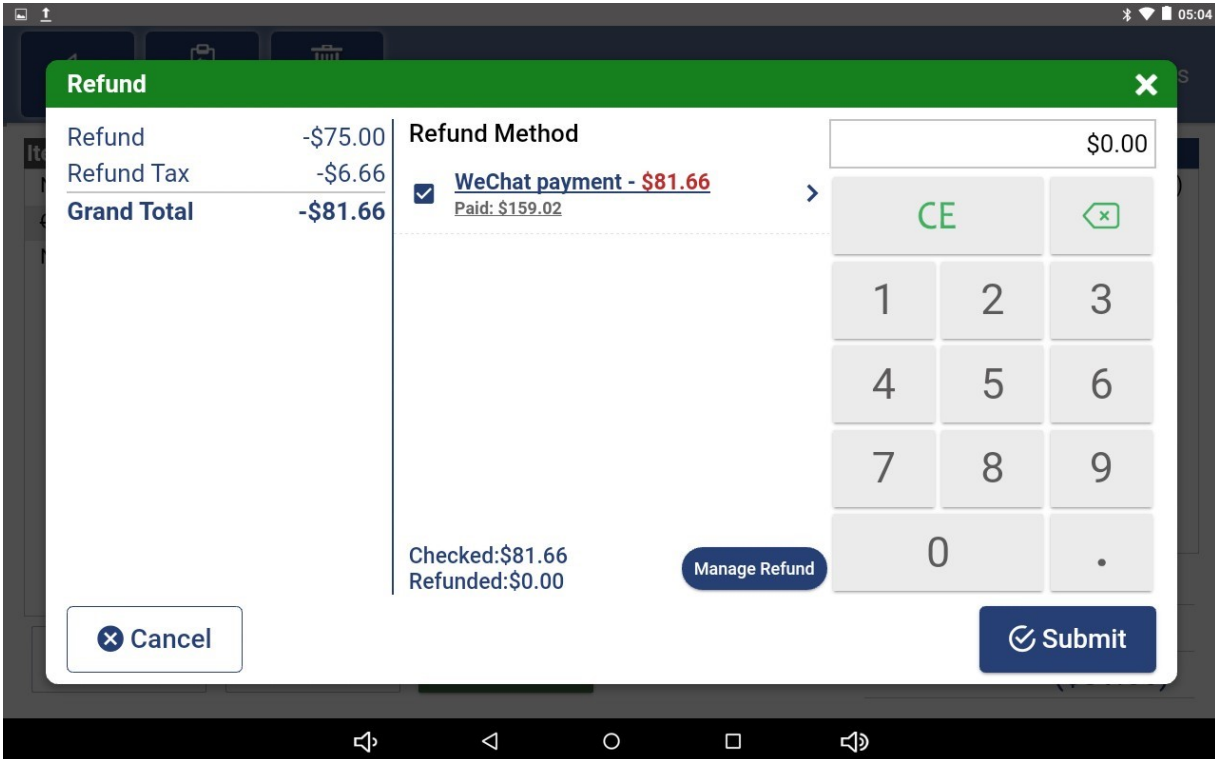 05:04
Refund
Refund -$75.00
Refund Tax -$6.66
Grand Total -$81.66
Refund Method
WeChat payment - $81.66
Paid: $159.02
Checked:$81.66
Refunded:$0.00
Manage Refund
$0.00
CE
1 2 3
4 5 6
7 8 9
0 .
Cancel
Submit